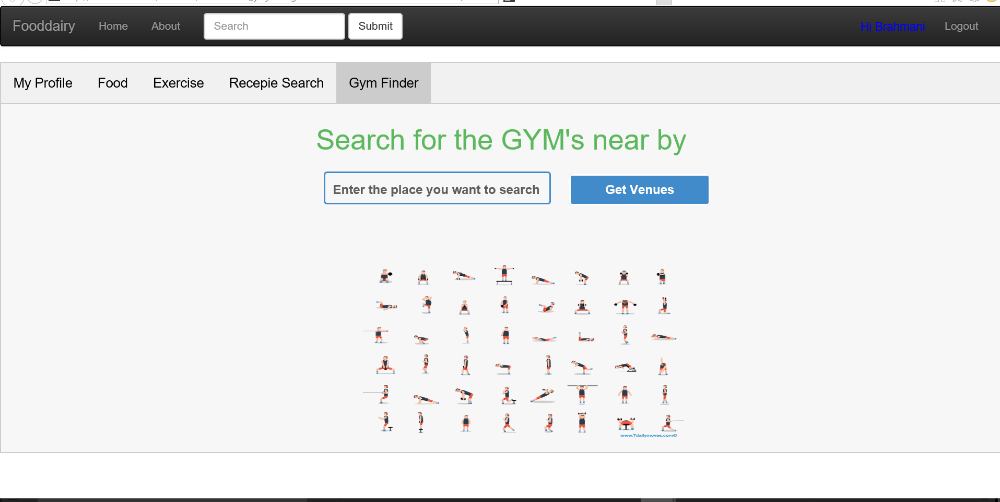 Fooddairy Home About Search Submit Hi Brahmani Logout
My Profile Food Exercise Recepie Search Gym Finder
Search for the GYM's near by
Enter the place you want to search Get Venues
www.7dailymoves.com©